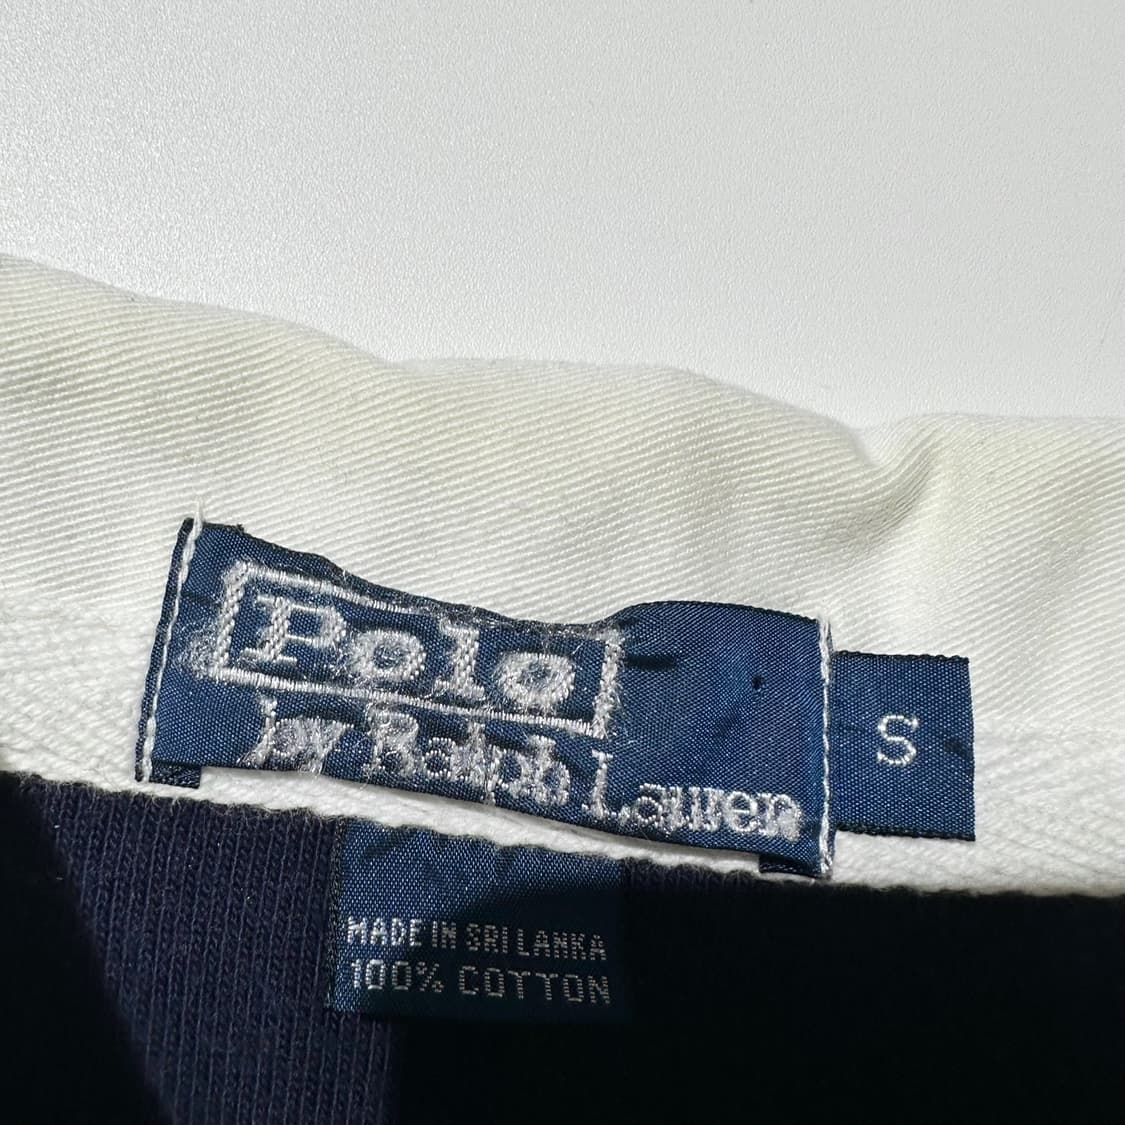 Polo
by Ralph Lauren
S
MADE IN SRI LANKA
100% COTTON